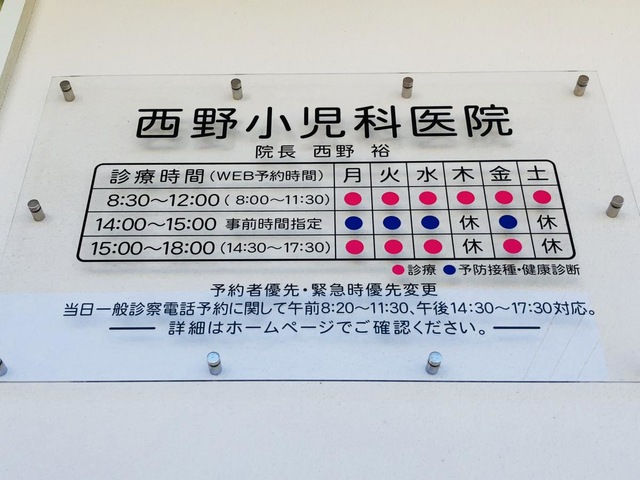 西野小児科医院
院長 西野 裕
診療時間(WEB予約時間) 月 火 水 木 金 土
8:30〜12:00(8:00〜11:30) ● ● ● ● ● ●
14:00〜15:00 事前時間指定 ● ● ● 休 ● 休
15:00〜18:00(14:30〜17:30) ● ● ● 休 ● 休
●診療 ●予防接種・健康診断
予約者優先・緊急時優先変更
当日一般診察電話予約に関して午前8:20〜11:30、午後14:30〜17:30対応。
詳細はホームページでご確認ください。